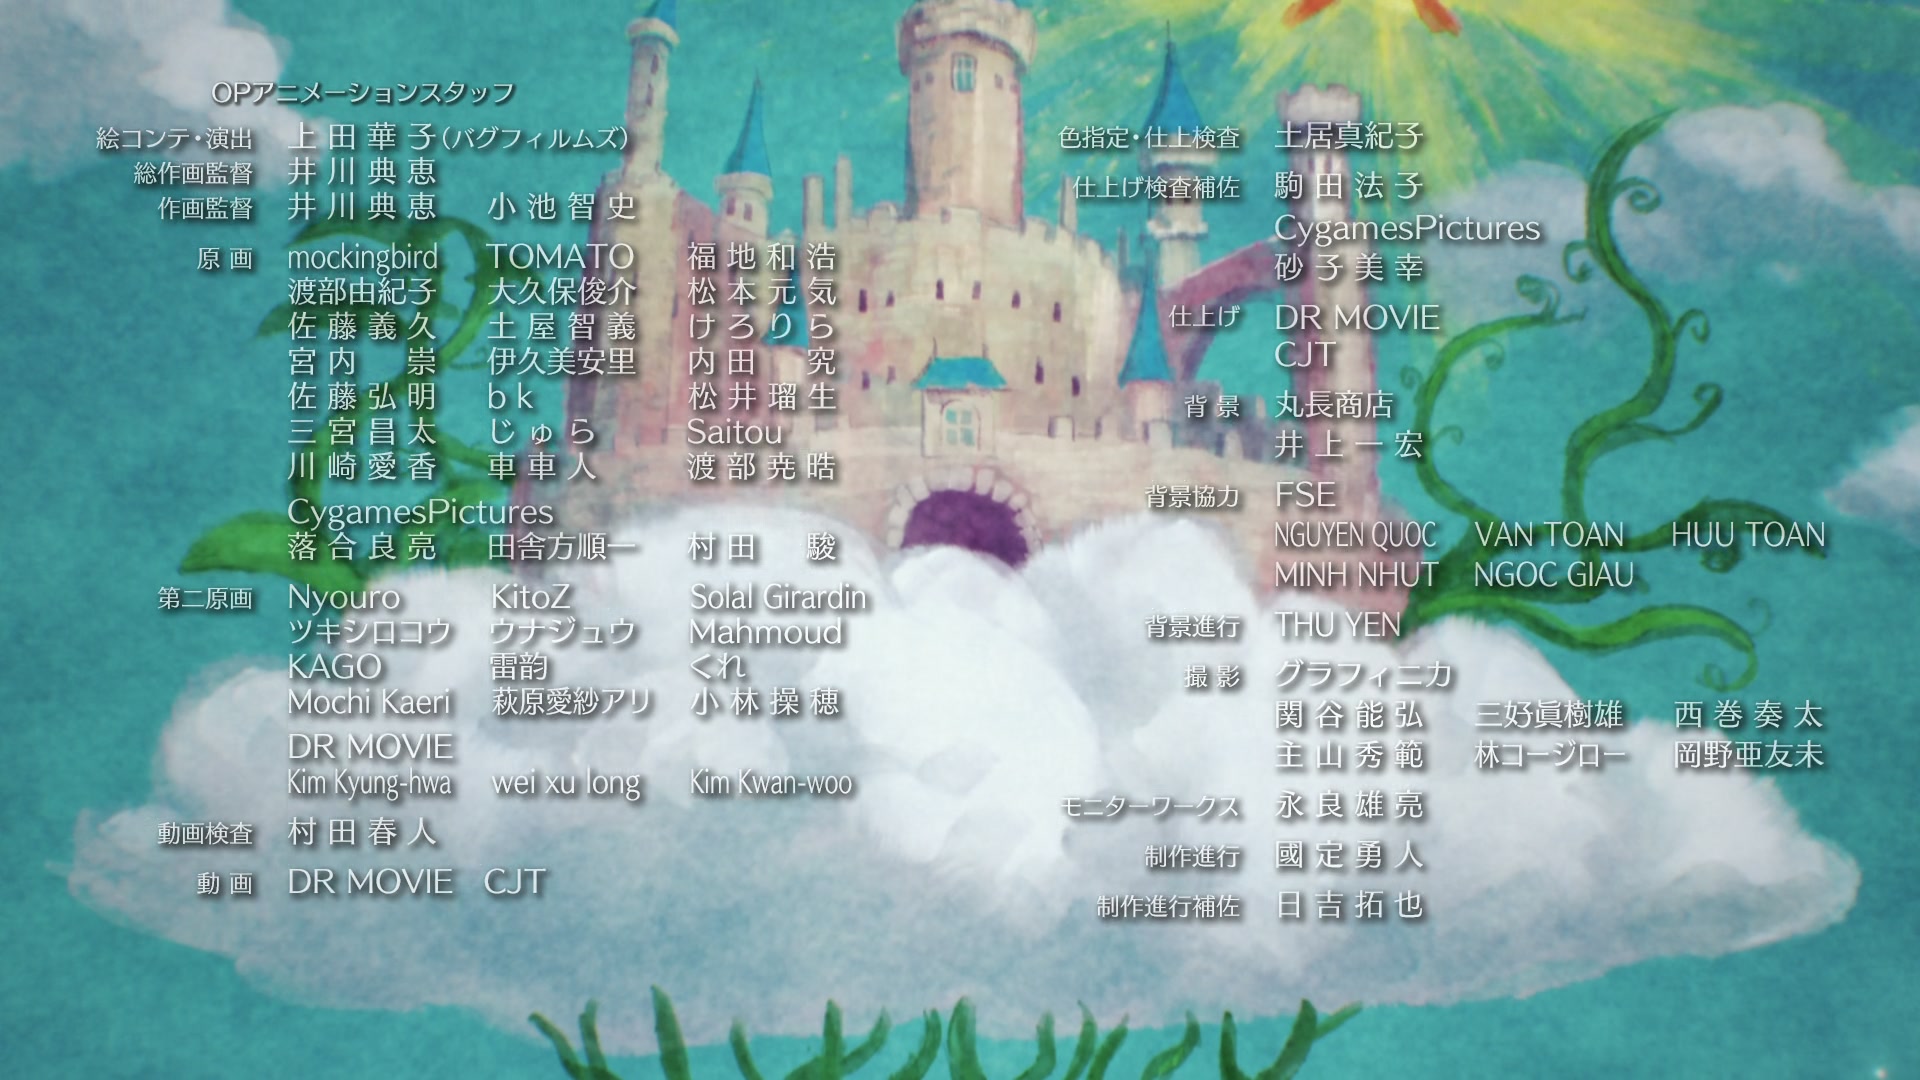 OPアニメーションスタッフ
絵コンテ・演出 上田華子(バグフィルムズ)
総作画監督 井川典恵
作画監督 井川典恵 小池智史
原画 mockingbird TOMATO 福地和浩
渡部由紀子 大久保俊介 松本元気
佐藤義久 土屋智義 けろりら
宮内崇 伊久美安里 内田究
佐藤弘明 bk 松井瑠生
三宮昌太 じゅら Saitou
川崎愛香 車車人 渡部尭晧
CygamesPictures
落合良亮 田舎方順一 村田駿
第二原画 Nyouro KitoZ Solal Girardin
ツキシロコウ ウナジュウ Mahmoud
KAGO 雷韵 くれ
Mochi Kaeri 萩原愛紗アリ 小林操穂
DR MOVIE
Kim Kyung-hwa wei xu long Kim Kwan-woo
動画検査 村田春人
動画 DR MOVIE CJT
色指定・仕上検査 土居真紀子
仕上げ検査補佐 駒田法子
CygamesPictures
砂子美幸
仕上げ DR MOVIE
CJT
背景 丸長商店
井上一宏
背景協力 FSE
NGUYEN QUOC VAN TOAN HUU TOAN
MINH NHUT NGOC GIAU
背景進行 THU YEN
撮影 グラフィニカ
関谷能弘 三好眞樹雄 西巻奏太
主山秀範 林コージロー 岡野亜友未
モニターワークス 永良雄亮
制作進行 國定勇人
制作進行補佐 日吉拓也